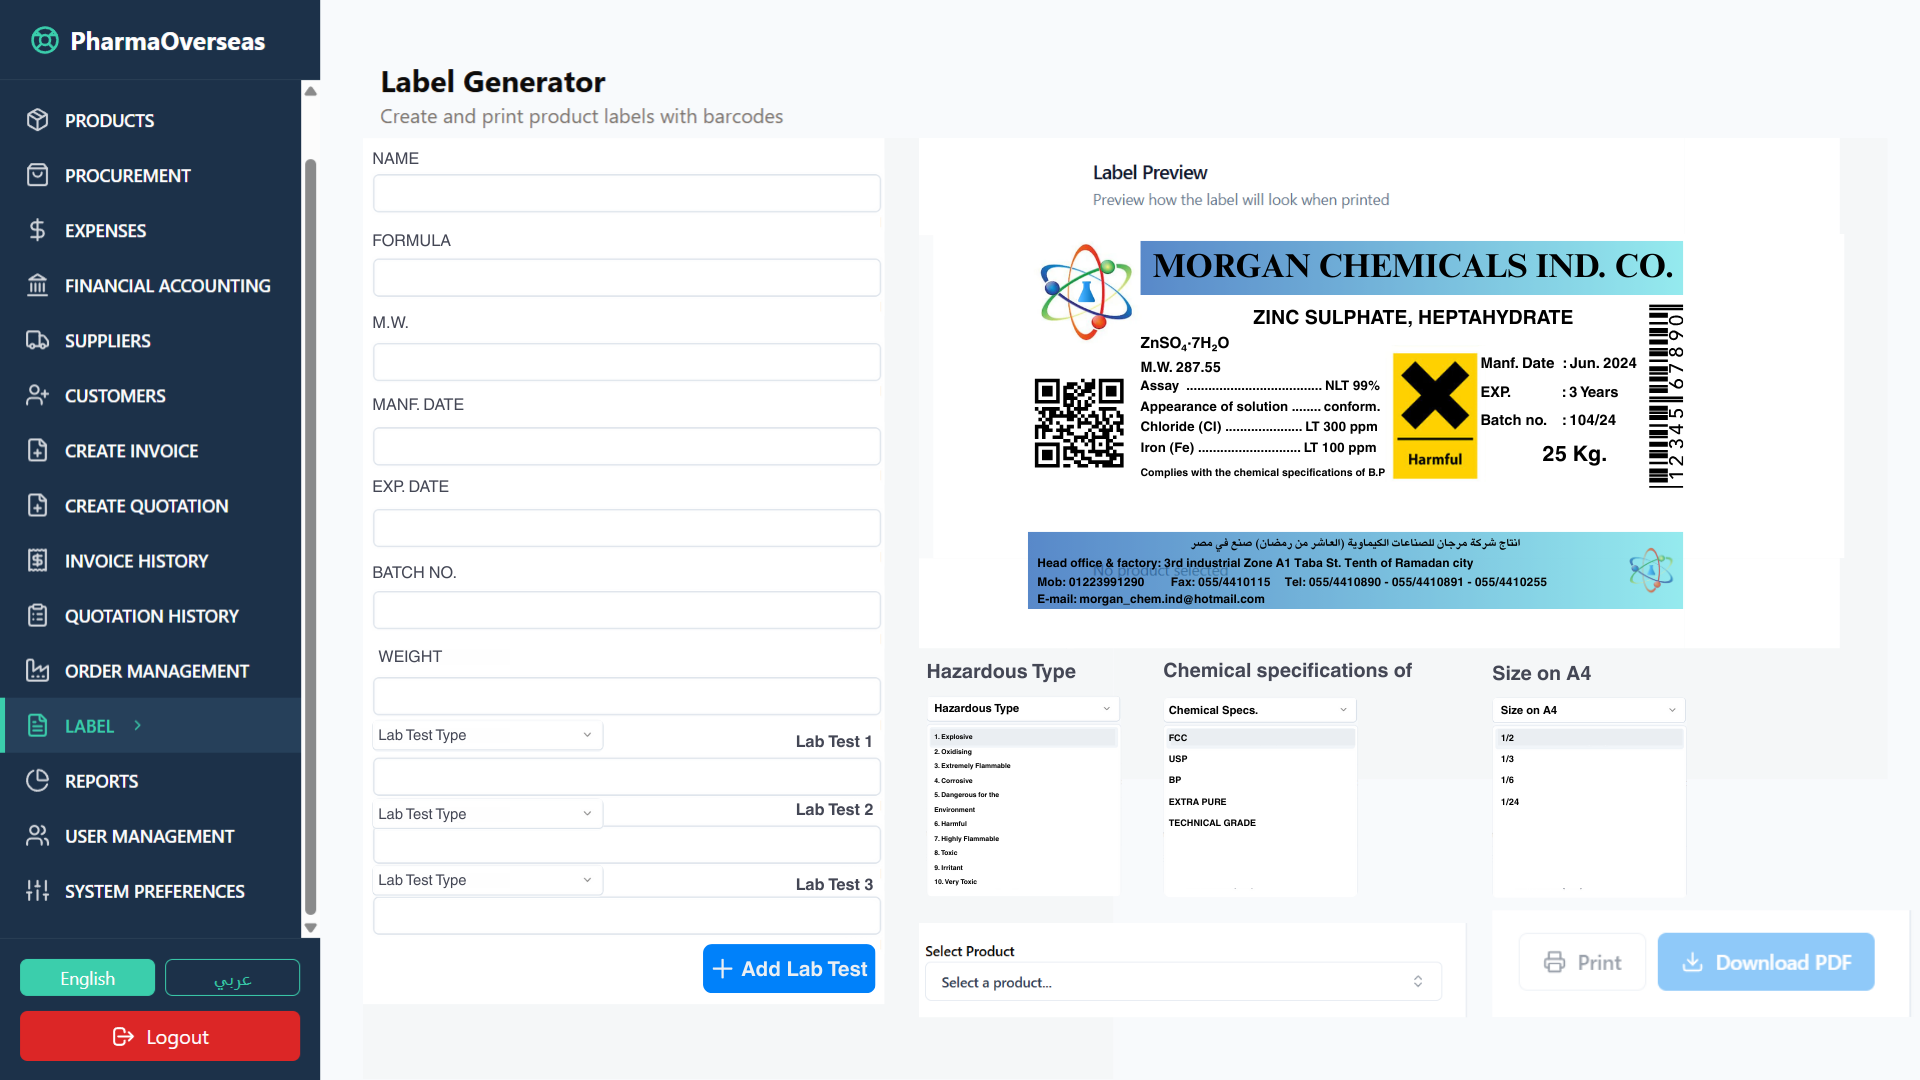 PharmaOverseas
PRODUCTS
PROCUREMENT
EXPENSES
FINANCIAL ACCOUNTING
SUPPLIERS
CUSTOMERS
CREATE INVOICE
CREATE QUOTATION
INVOICE HISTORY
QUOTATION HISTORY
ORDER MANAGEMENT
LABEL
REPORTS
USER MANAGEMENT
SYSTEM PREFERENCES
English
عربي
Logout
Label Generator
Create and print product labels with barcodes
NAME
FORMULA
M.W.
MANF. DATE
EXP. DATE
BATCH NO.
WEIGHT
Lab Test Type
Lab Test 1
Lab Test Type
Lab Test 2
Lab Test Type
Lab Test 3
Add Lab Test
Label Preview
Preview how the label will look when printed
MORGAN CHEMICALS IND. CO.
ZINC SULPHATE, HEPTAHYDRATE
ZnSO₄·7H₂O
M.W. 287.55
Assay ..................................... NLT 99%
Appearance of solution ........ conform.
Chloride (Cl) ..................... LT 300 ppm
Iron (Fe) ............................ LT 100 ppm
Complies with the chemical specifications of B.P
Harmful
Manf. Date : Jun. 2024
EXP. : 3 Years
Batch no. : 104/24
25 Kg.
1234567890
انتاج شركة مرجان للصناعات الكيماوية (العاشر من رمضان) صنع في مصر
Head office & factory: 3rd industrial Zone A1 Taba St. Tenth of Ramadan city
No product selected
Mob: 01223991290 Fax: 055/4410115 Tel: 055/4410890 - 055/4410891 - 055/4410255
E-mail: morgan_chem.ind@hotmail.com
Hazardous Type
Hazardous Type
1. Explosive
2. Oxidising
3. Extremely Flammable
4. Corrosive
5. Dangerous for the
Environment
6. Harmful
7. Highly Flammable
8. Toxic
9. Irritant
10. Very Toxic
Chemical specifications of
Chemical Specs.
FCC
USP
BP
EXTRA PURE
TECHNICAL GRADE
Size on A4
Size on A4
1/2
1/3
1/6
1/24
Select Product
Select a product...
Print
Download PDF